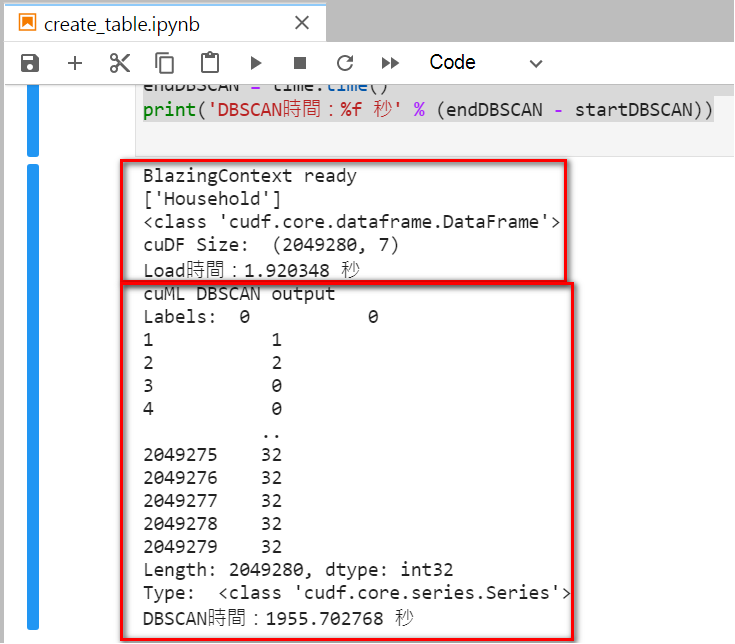 create_table.ipynb
Code
endDBSCAN = time.time()
print('DBSCAN時間：%f 秒' % (endDBSCAN - startDBSCAN))
BlazingContext ready
['Household']
<class 'cudf.core.dataframe.DataFrame'>
cuDF Size:  (2049280, 7)
Load時間：1.920348 秒
cuML DBSCAN output
Labels:  0           0
1           1
2           2
3           0
4           0
           ..
2049275    32
2049276    32
2049277    32
2049278    32
2049279    32
Length: 2049280, dtype: int32
Type:  <class 'cudf.core.series.Series'>
DBSCAN時間：1955.702768 秒